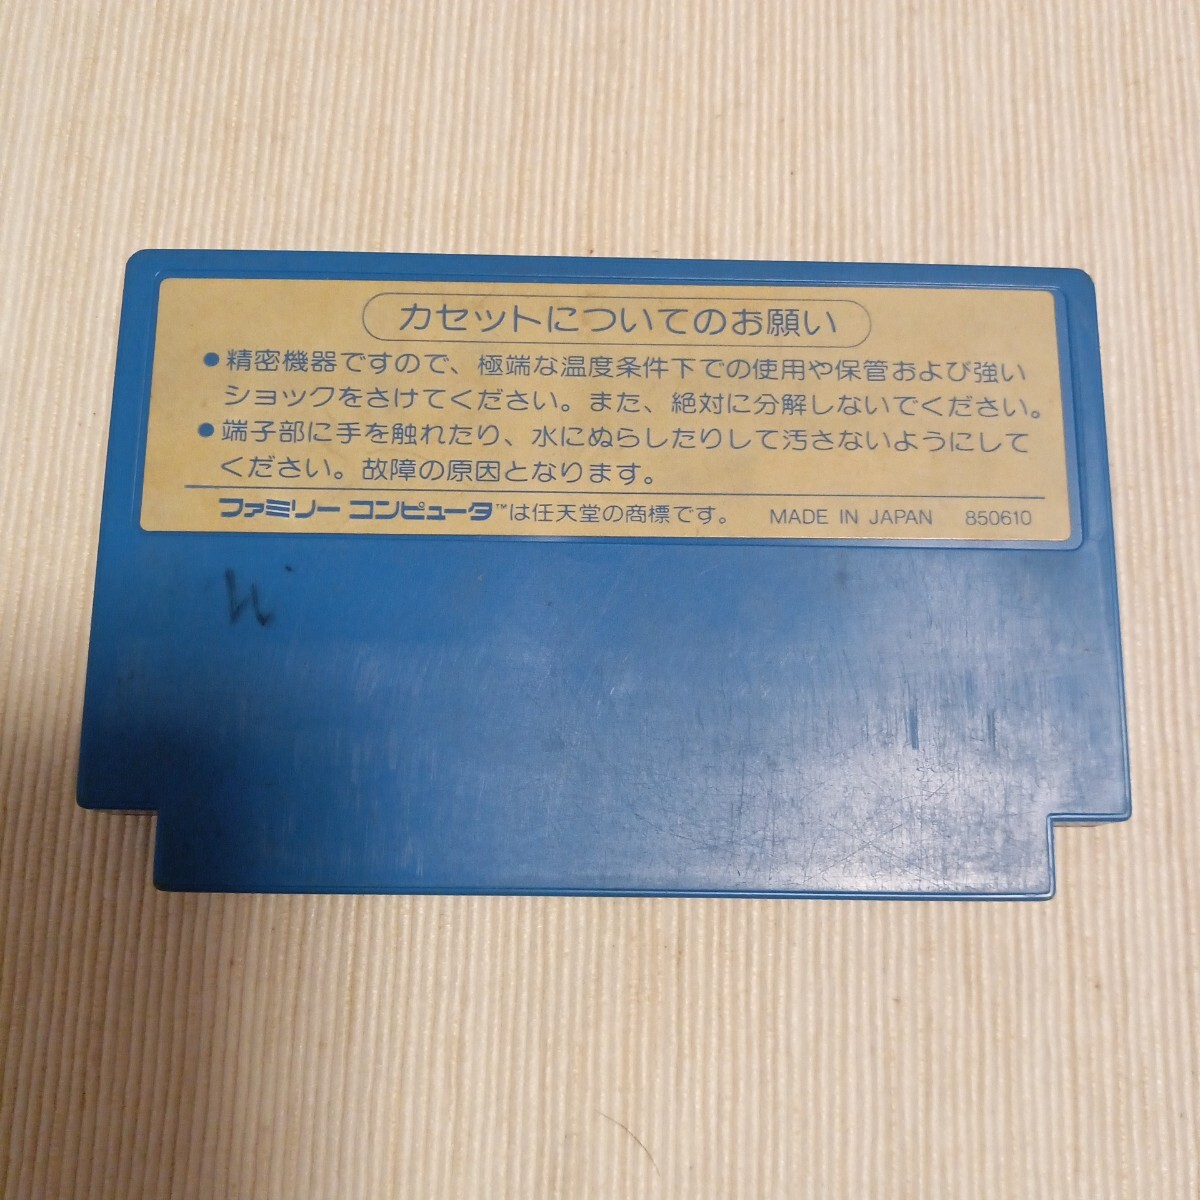 カセットについてのお願い
●精密機器ですので、極端な温度条件下での使用や保管および強い
ショックをさけてください。また、絶対に分解しないでください。
●端子部に手を触れたり、水にぬらしたりして汚さないようにして
ください。故障の原因となります。
ファミリーコンピュータ™は任天堂の商標です。 MADE IN JAPAN 850610